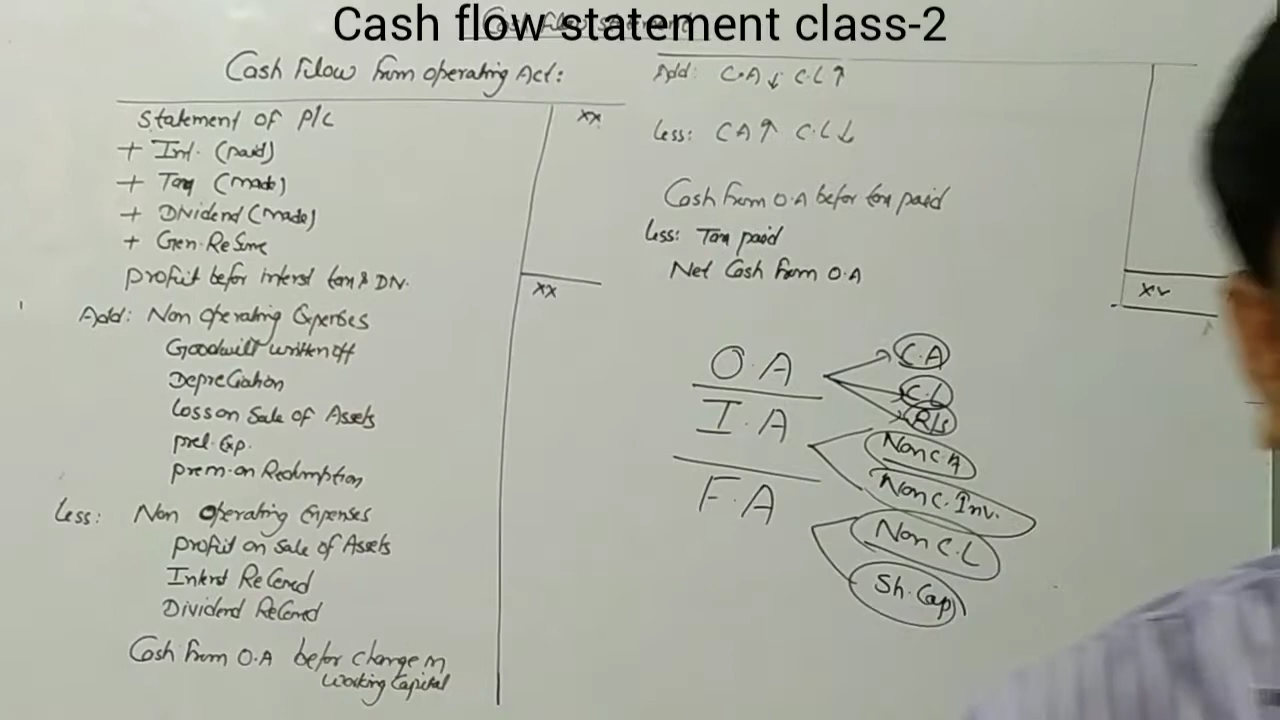 Cash flow statement class-2
Cash Flow from operating Act:
Statement of P/L
xx
+ Int. (paid)
+ Tax (made)
+ Dividend (made)
+ Gen. Reserve
profit befor interst tax & DN.
xx
Add: Non operating Expenses
Goodwill written off
Depreciation
Loss on Sale of Assets
prel. Exp.
prem. on Redemption
Less: Non operating Expenses
profit on sale of Assets
Interst Received
Dividend Received
Cash from O.A befor change in
working capital
Add: C.A ↓ C.L ↑
Less: C A ↑ C.L ↓
Cash from O.A befor tax paid
Less: Tax paid
Net Cash from O.A
xx
O.A
C.A
C.L
R/s
I.A
Non C.A
Non C. Inv.
F.A
Non C.L
Sh. Cap